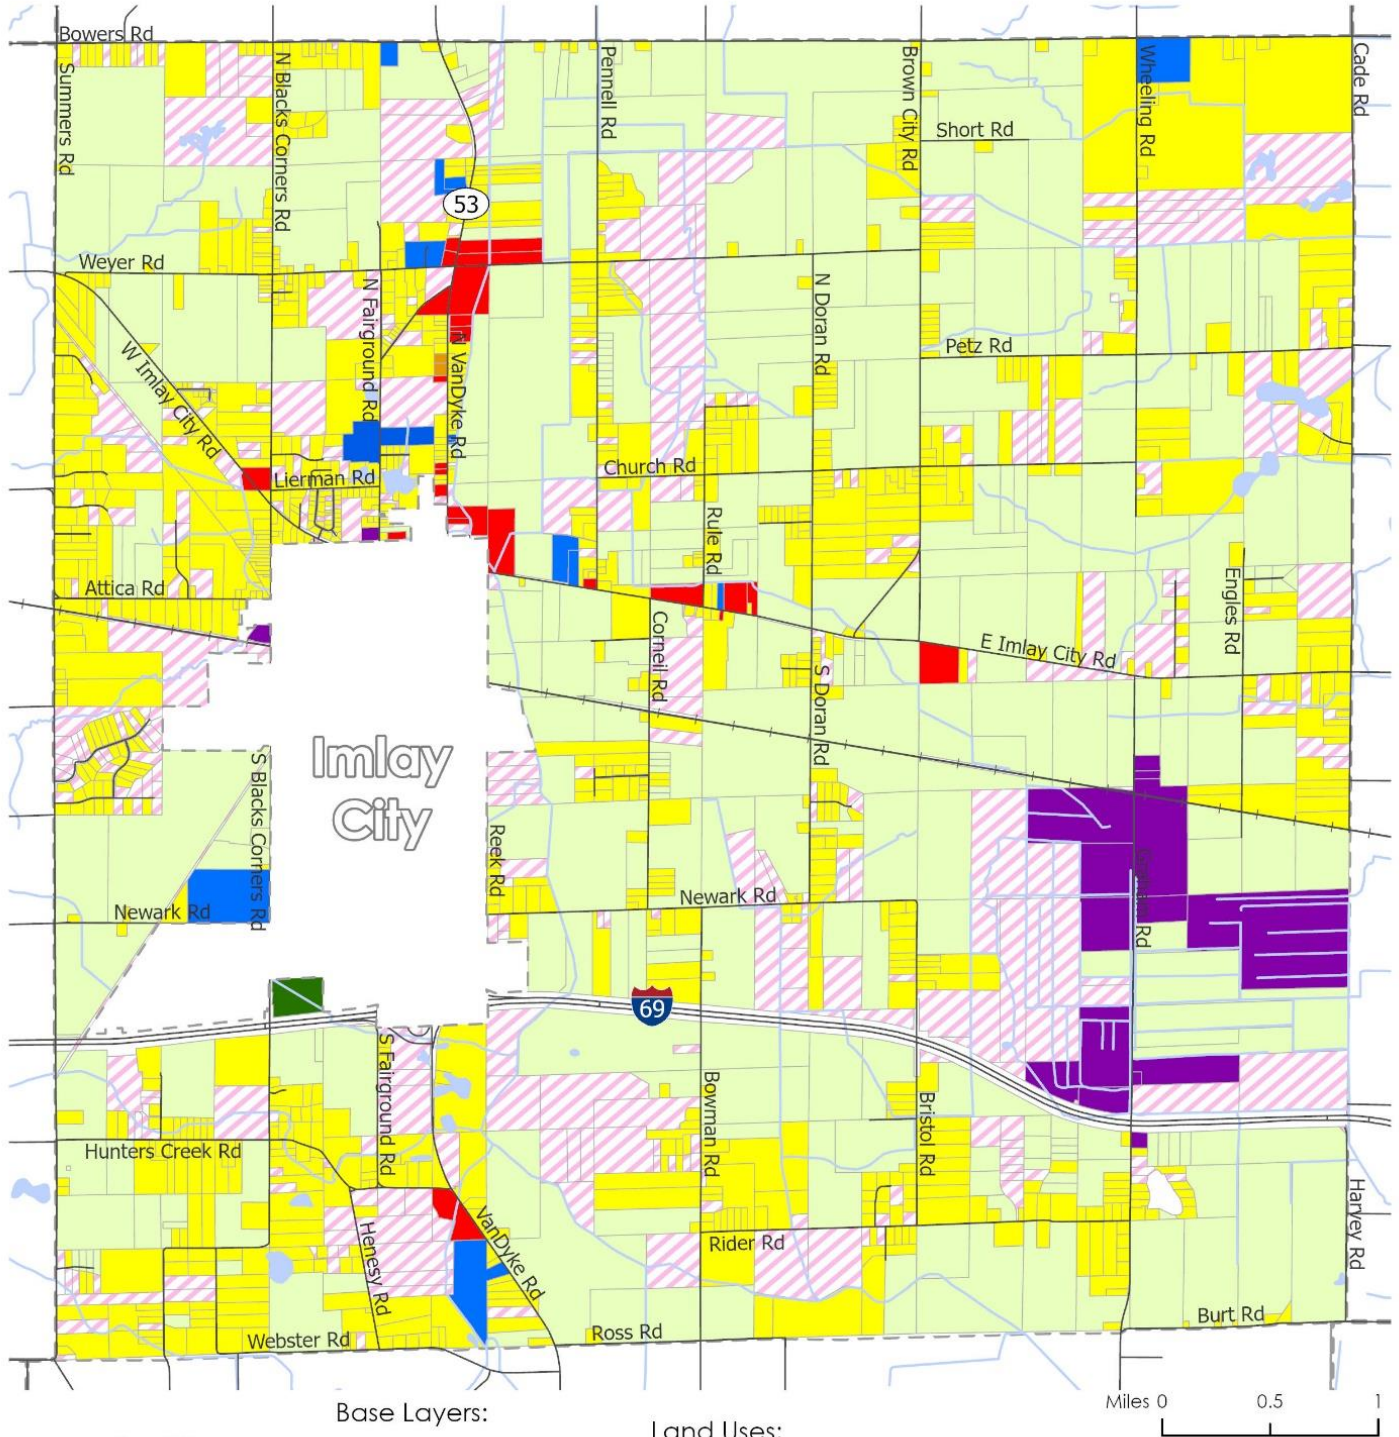 Bowers Rd
Summers Rd
N Blacks Corners Rd
Pennell Rd
Brown City Rd
Wheeling Rd
Cade Rd
Short Rd
53
Weyer Rd
N Fairground Rd
N Doran Rd
W Imlay City Rd
N VanDyke Rd
Petz Rd
Church Rd
Lierman Rd
Rule Rd
Attica Rd
Engles Rd
Corneil Rd
E Imlay City Rd
S Doran Rd
Imlay
City
S Blacks Corners Rd
Reek Rd
Newark Rd
Newark Rd
Rd
69
S Fairground Rd
Bowman Rd
Bristol Rd
Hunters Creek Rd
Harvey Rd
Henesy Rd
VanDyke Rd
Rider Rd
Burt Rd
Webster Rd
Ross Rd
Base Layers:
Land Uses:
Miles 0 0.5 1